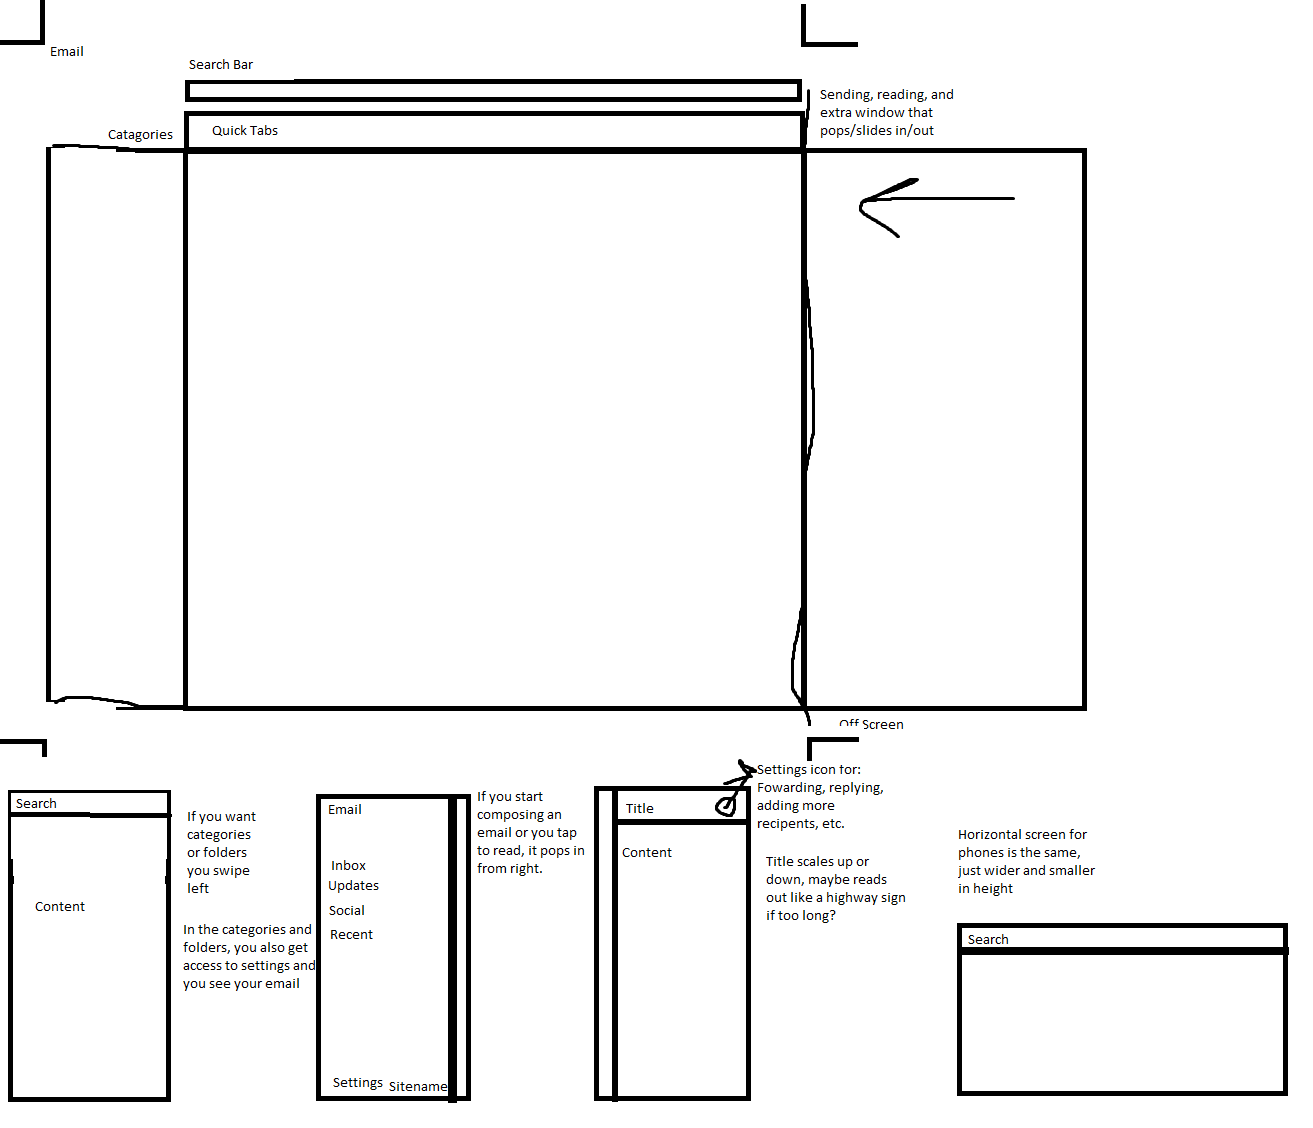 Email
Search Bar
Sending, reading, and
extra window that
pops/slides in/out
Catagories
Quick Tabs
Off Screen
Search
Content
If you want
categories
or folders
you swipe
left
In the categories and
folders, you also get
access to settings and
you see your email
Email
Inbox
Updates
Social
Recent
Settings
Sitename
If you start
composing an
email or you tap
to read, it pops in
from right.
Title
Content
Settings icon for:
Fowarding, replying,
adding more
recipents, etc.
Title scales up or
down, maybe reads
out like a highway sign
if too long?
Horizontal screen for
phones is the same,
just wider and smaller
in height
Search